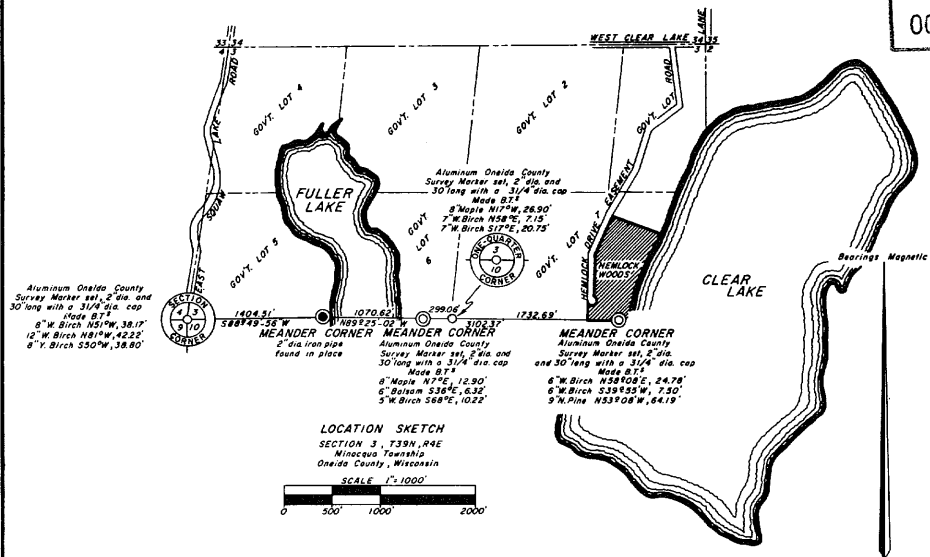 00
LANE
33 34
4 3
WEST CLEAR LAKE
34 35
3 2
ROAD
LAKE
SQUAW
EAST
GOV'T. LOT 4
GOV'T. LOT 3
GOV'T. LOT 2
GOV'T. LOT
ROAD
Aluminum Oneida County
Survey Marker set, 2" dia. and
30" long with a 3 1/4" dia. cap
Made B.T.s
8" Maple N17°W, 26.90'
7" W. Birch N58°E, 7.15'
7" W. Birch S17°E, 20.75'
FULLER
LAKE
ONE-QUARTER
3
10
CORNER
GOV'T. LOT 5
GOV'T.
LOT
6
GOV'T. LOT 1
HEMLOCK DRIVE
EASEMENT
HEMLOCK
WOODS
CLEAR
LAKE
Bearings Magnetic
Aluminum Oneida County
Survey Marker set, 2" dia. and
30" long with a 3 1/4" dia. cap
Made B.T.s
8" W. Birch N51°W, 38.17'
12" W. Birch N81°W, 42.22'
8" Y. Birch S50°W, 38.80'
SECTION
4 3
9 10
CORNER
1404.51'
S88°49-56"W
1070.62'
N89°25-02"W
299.06'
3102.37'
1732.69'
MEANDER CORNER
2" dia. iron pipe
found in place
MEANDER CORNER
Aluminum Oneida County
Survey Marker set, 2" dia. and
30" long with a 3 1/4" dia. cap
Made B.T.s
8" Maple N7°E, 12.90'
6" Balsam S36°E, 6.32'
5" W. Birch S68°E, 10.22'
MEANDER CORNER
Aluminum Oneida County
Survey Marker set, 2" dia.
and 30" long with a 3 1/4" dia. cap
Made B.T.s
6" W. Birch N58°08'E, 24.78'
6" W. Birch S39°55'W, 7.50'
9" N. Pine N53°08'W, 64.19'
LOCATION SKETCH
SECTION 3, T39N, R4E
Minocqua Township
Oneida County, Wisconsin
SCALE 1"=1000'
0 500' 1000' 2000'